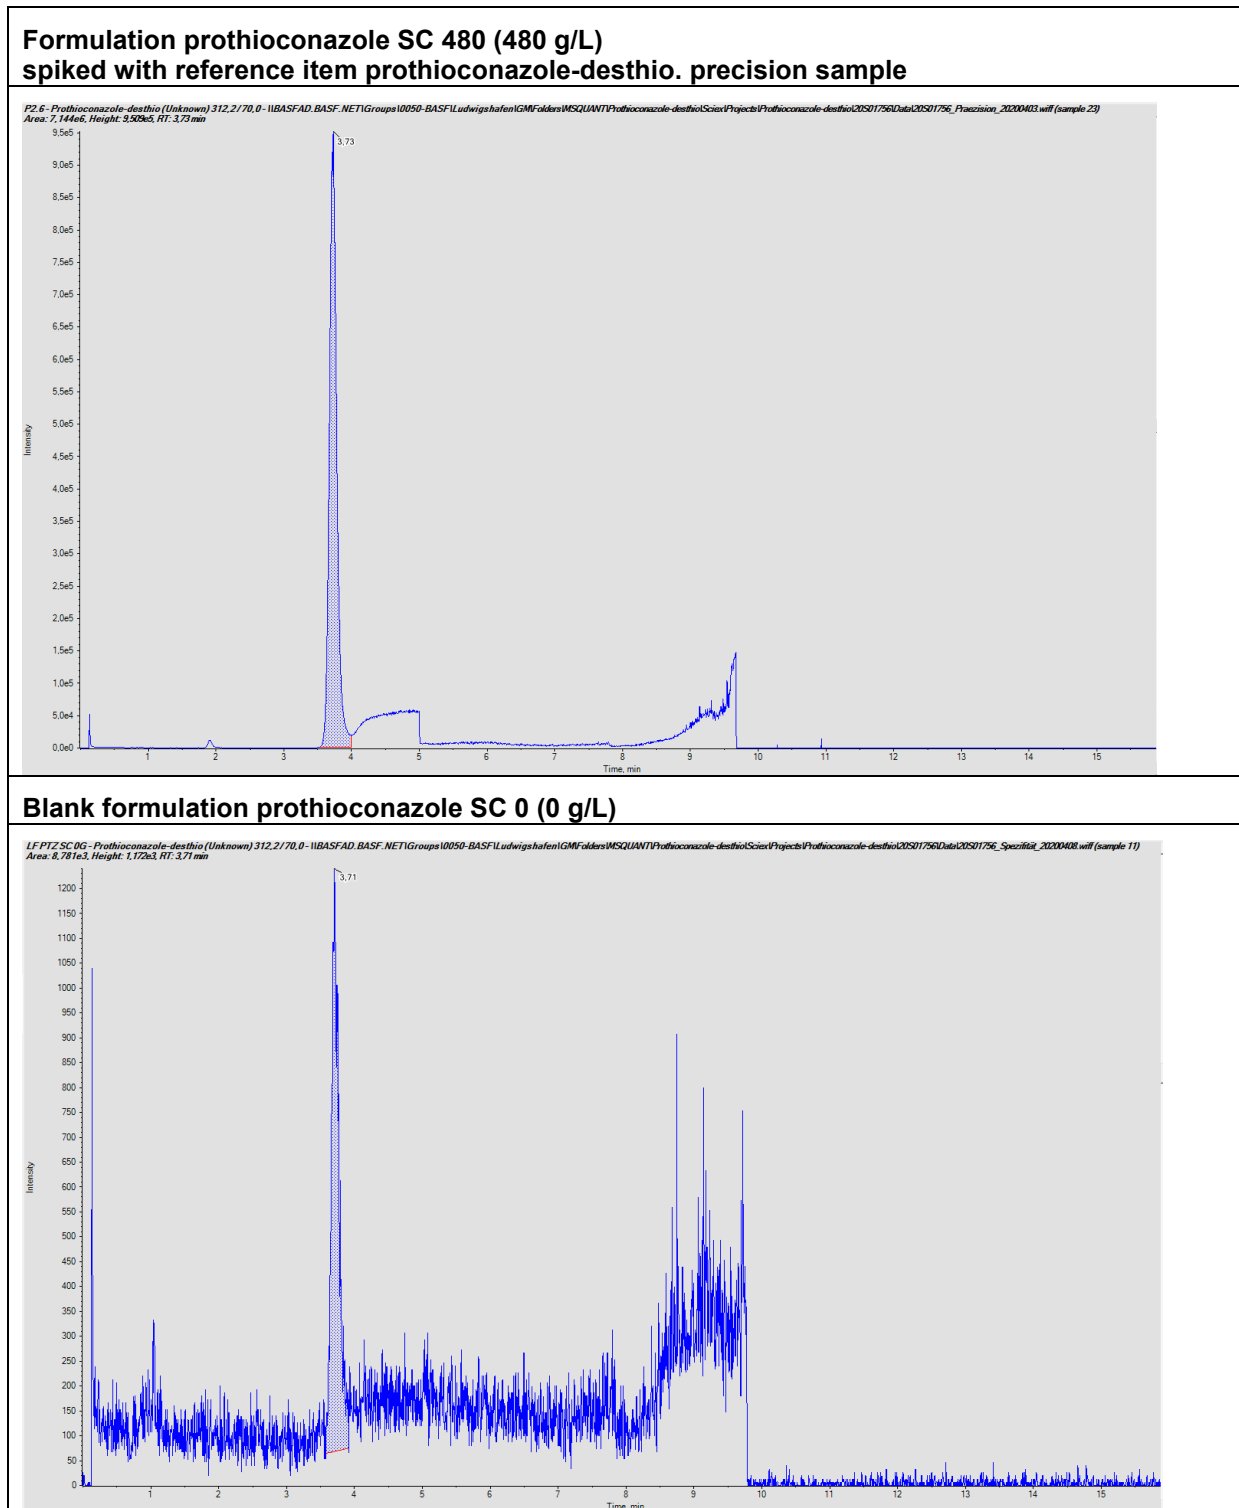 Formulation prothioconazole SC 480 (480 g/L)
spiked with reference item prothioconazole-desthio. precision sample
P2.6 - Prothioconazole-desthio (Unknown) 312,2 / 70,0 - \\BASFAD.BASF.NET\Groups\0050-BASF\Ludwigshafen\GM\Folders\MSQUANT\Prothioconazole-desthio\Sciex\Projects\Prothioconazole-desthio\20S01756\Data\20S01756_Praezision_20200403.wiff (sample 23)
Area: 7,144e6, Height: 9,509e5, RT: 3,73 min
9,5e5
3,73
9,0e5
8,5e5
8,0e5
7,5e5
7,0e5
6,5e5
6,0e5
5,5e5
5,0e5
4,5e5
4,0e5
3,5e5
3,0e5
2,5e5
2,0e5
1,5e5
1,0e5
5,0e4
0,0e0
Intensity
1 2 3 4 5 6 7 8 9 10 11 12 13 14 15
Time, min
Blank formulation prothioconazole SC 0 (0 g/L)
LF PTZ SC 0G - Prothioconazole-desthio (Unknown) 312,2 / 70,0 - \\BASFAD.BASF.NET\Groups\0050-BASF\Ludwigshafen\GM\Folders\MSQUANT\Prothioconazole-desthio\Sciex\Projects\Prothioconazole-desthio\20S01756\Data\20S01756_Spezifität_20200408.wiff (sample 11)
Area: 8,781e3, Height: 1,172e3, RT: 3,71 min
3,71
1200
1150
1100
1050
1000
950
900
850
800
750
700
650
600
550
500
450
400
350
300
250
200
150
100
50
0
Intensity
1 2 3 4 5 6 7 8 9 10 11 12 13 14 15
Time, min